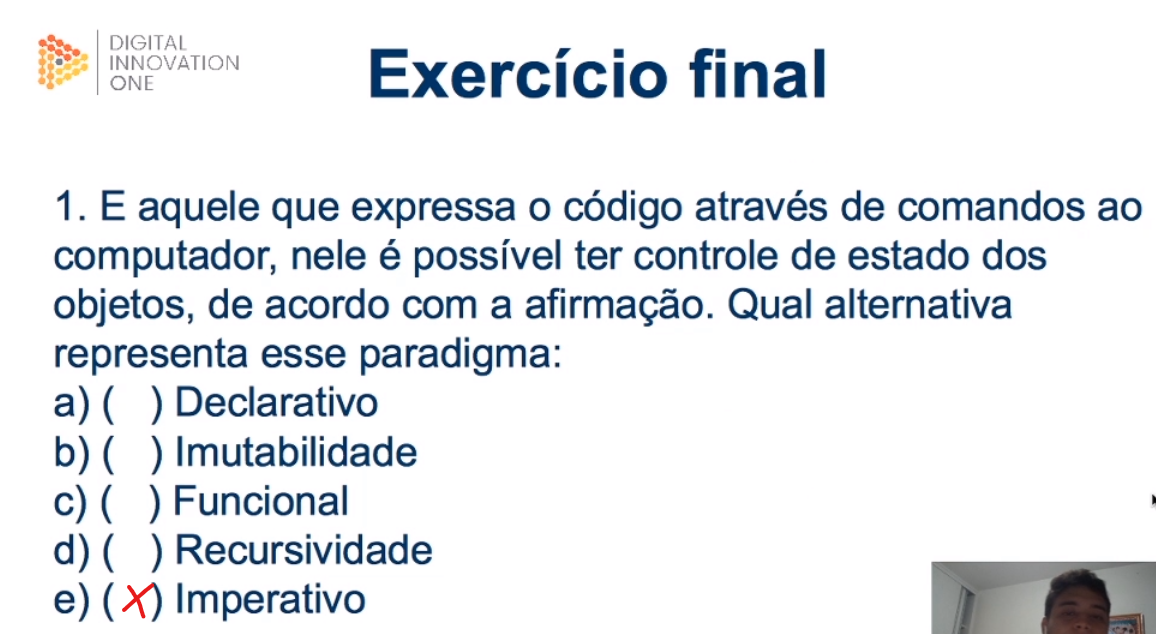 DIGITAL
INNOVATION
ONE
Exercício final
1. E aquele que expressa o código através de comandos ao
computador, nele é possível ter controle de estado dos
objetos, de acordo com a afirmação. Qual alternativa
representa esse paradigma:
a) ( ) Declarativo
b) ( ) Imutabilidade
c) ( ) Funcional
d) ( ) Recursividade
e) ( X ) Imperativo